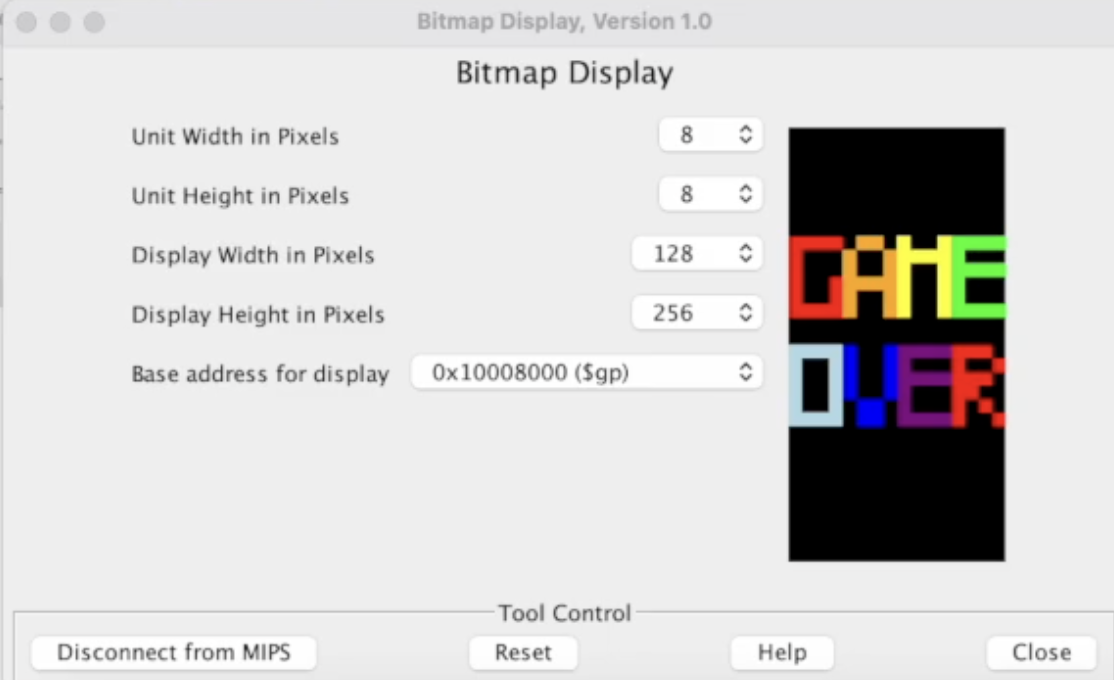 Bitmap Display, Version 1.0
Bitmap Display
Unit Width in Pixels 8
Unit Height in Pixels 8
Display Width in Pixels 128
Display Height in Pixels 256
Base address for display 0x10008000 ($gp)
GAME
OVER
Tool Control
Disconnect from MIPS Reset Help Close